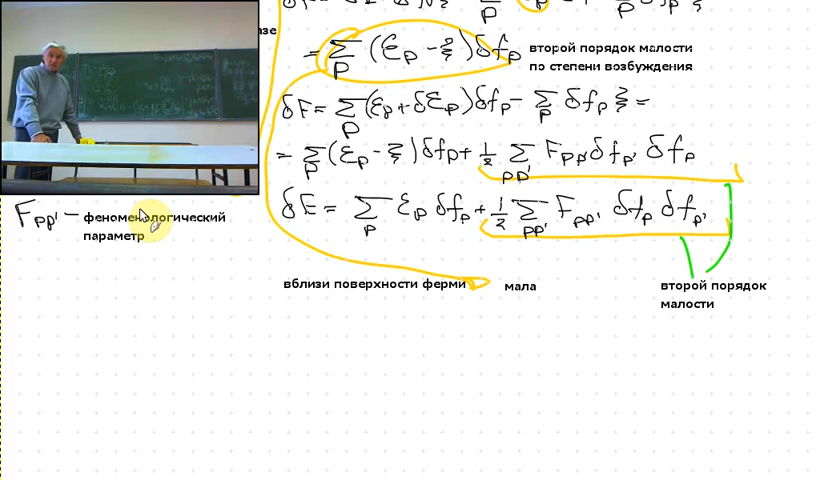 азе
= Σ_P (ε_P − ξ) δf_P второй порядок малости
по степени возбуждения
δF = Σ_P (ε_P + δε_P) δf_P − Σ_P δf_P ξ =
= Σ_P (ε_P − ξ) δf_P + 1/2 Σ_PP' F_PP' δf_P' δf_P
F_PP' — феноменологический
параметр
δE = Σ_P ε_P δf_P + 1/2 Σ_PP' F_PP' δf_P δf_P'
вблизи поверхности ферми мала
второй порядок
малости